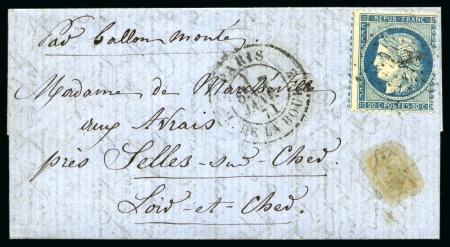 Par Ballon monté
PARIS
JANV.
REPUB. FRANC.
20 C. POSTES 20 C.
Madame de Marcheville
aux Avrais
près Selles-sur-Cher
Loir-et-Cher